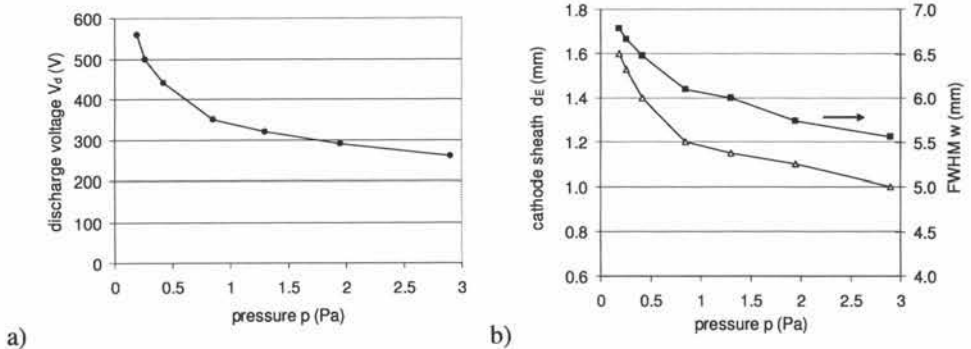 600
500
400
300
200
100
0
discharge voltage V_d (V)
0 0.5 1 1.5 2 2.5 3
pressure p (Pa)
a)
1.8
1.6
1.4
1.2
1.0
0.8
0.6
cathode sheath d_E (mm)
7.0
6.5
6.0
5.5
5.0
4.5
4.0
FWHM w (mm)
0 0.5 1 1.5 2 2.5 3
pressure p (Pa)
b)